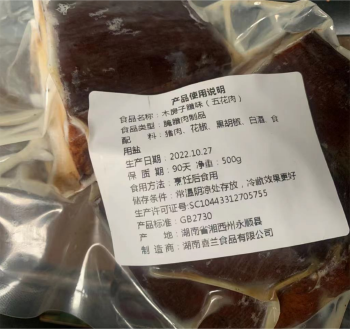 产品使用说明
食品名称：木房子腊味（五花肉）
食品类型：腌腊肉制品
配　　料：猪肉、花椒、黑胡椒、白酒、食
用盐
生产日期：2022.10.27
保 质 期：90天 净重：500g
食用方法：烹饪后食用
储存条件：常温阴凉处存放，冷藏效果更好
生产许可证号:SC10443312705755
产品标准：GB2730
产　　地：湖南省湘西州永顺县
制 造 商：湖南自兰食品有限公司